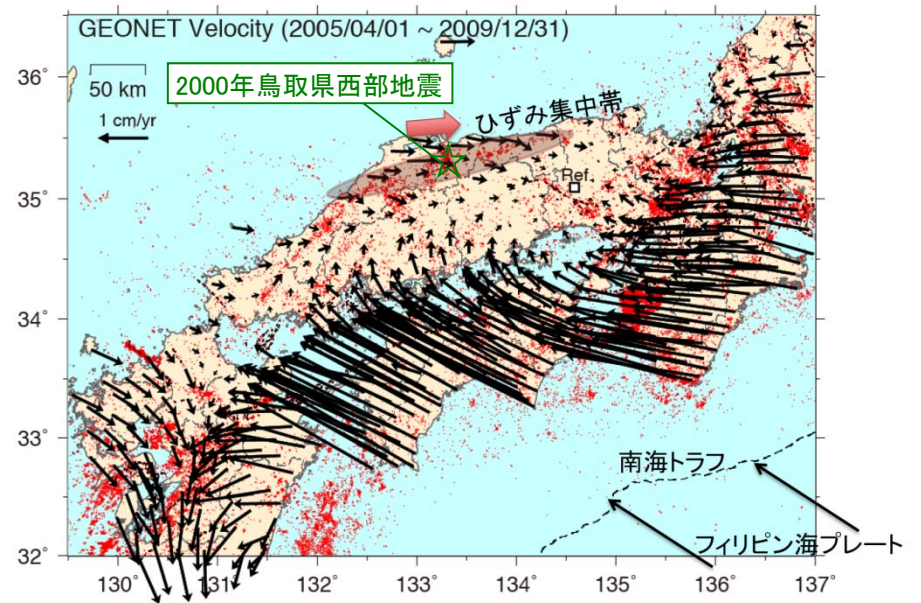 GEONET Velocity (2005/04/01 ~ 2009/12/31)
36°
50 km
2000年鳥取県西部地震
1 cm/yr
ひずみ集中帯
Ref.
35°
34°
33°
南海トラフ
フィリピン海プレート
32°
130° 131° 132° 133° 134° 135° 136° 137°